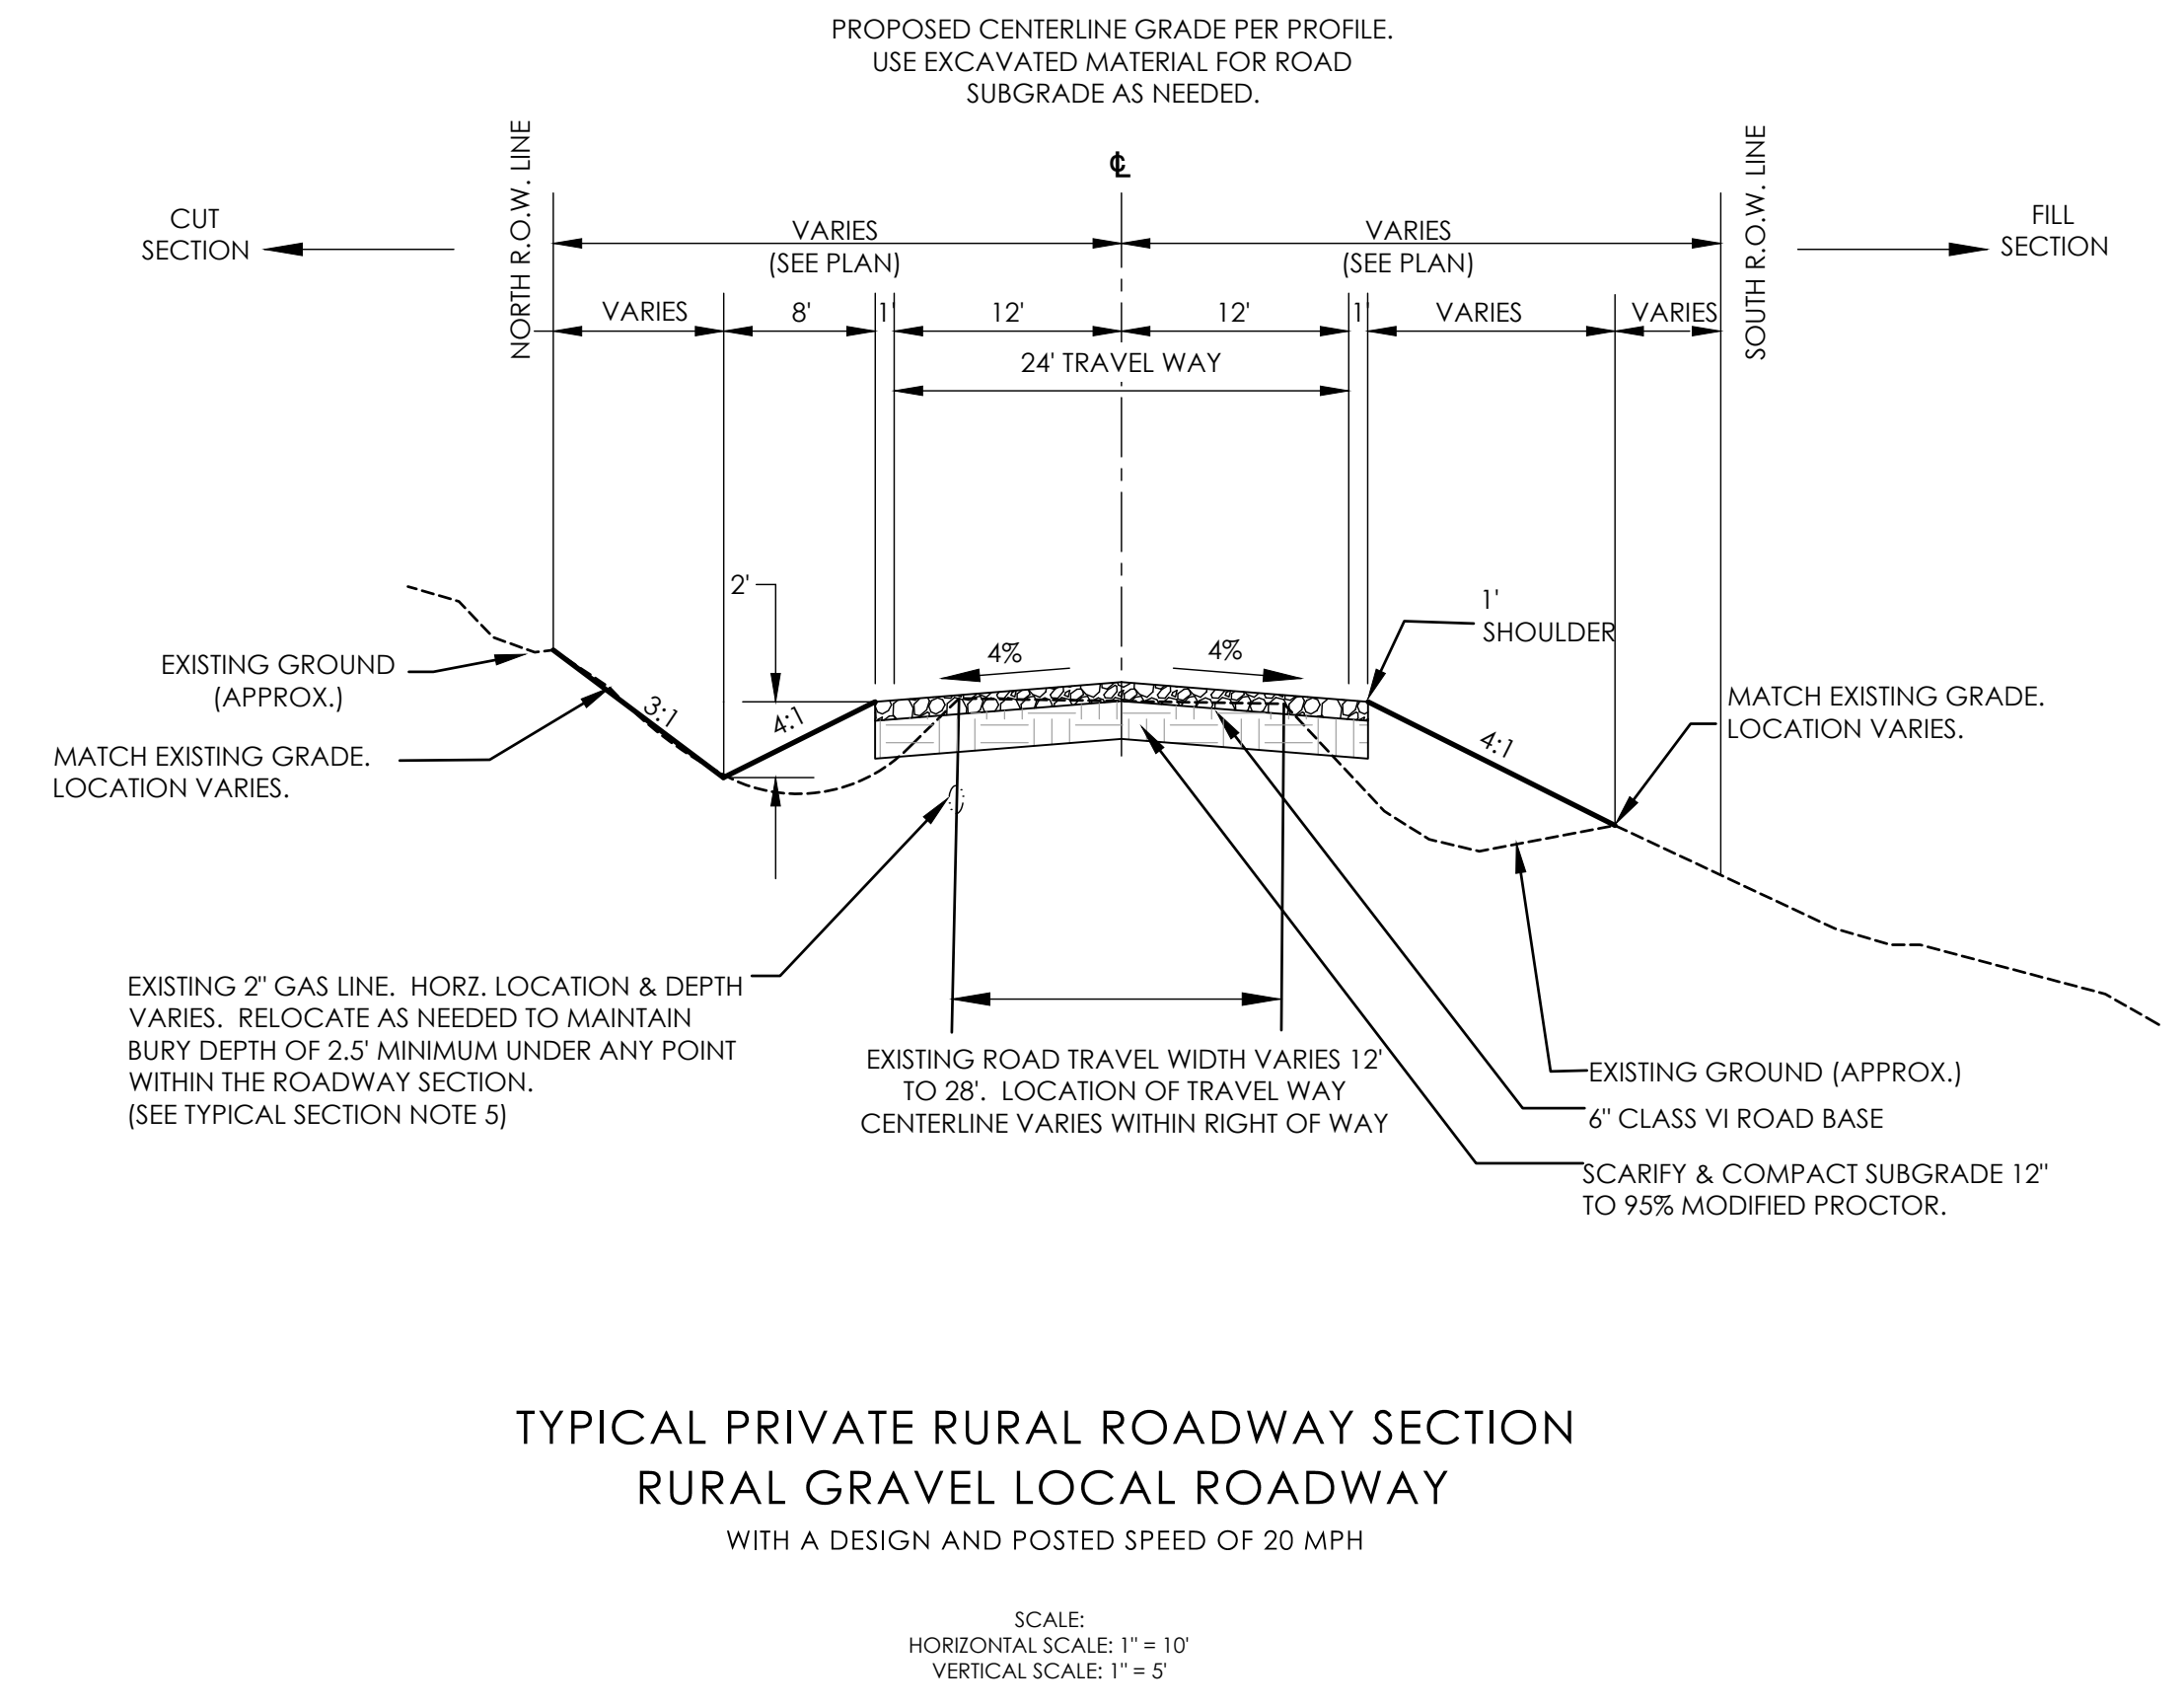 PROPOSED CENTERLINE GRADE PER PROFILE.
USE EXCAVATED MATERIAL FOR ROAD
SUBGRADE AS NEEDED.
NORTH R.O.W. LINE
SOUTH R.O.W. LINE
℄
CUT
SECTION
FILL
SECTION
VARIES
(SEE PLAN)
VARIES
(SEE PLAN)
VARIES
8'
1'
12'
12'
1'
VARIES
VARIES
24' TRAVEL WAY
2'
1'
SHOULDER
4%
4%
EXISTING GROUND
(APPROX.)
3:1
4:1
4:1
MATCH EXISTING GRADE.
LOCATION VARIES.
MATCH EXISTING GRADE.
LOCATION VARIES.
EXISTING 2" GAS LINE. HORZ. LOCATION & DEPTH
VARIES. RELOCATE AS NEEDED TO MAINTAIN
BURY DEPTH OF 2.5' MINIMUM UNDER ANY POINT
WITHIN THE ROADWAY SECTION.
(SEE TYPICAL SECTION NOTE 5)
EXISTING ROAD TRAVEL WIDTH VARIES 12'
TO 28'. LOCATION OF TRAVEL WAY
CENTERLINE VARIES WITHIN RIGHT OF WAY
EXISTING GROUND (APPROX.)
6" CLASS VI ROAD BASE
SCARIFY & COMPACT SUBGRADE 12"
TO 95% MODIFIED PROCTOR.
TYPICAL PRIVATE RURAL ROADWAY SECTION
RURAL GRAVEL LOCAL ROADWAY
WITH A DESIGN AND POSTED SPEED OF 20 MPH
SCALE:
HORIZONTAL SCALE: 1" = 10'
VERTICAL SCALE: 1" = 5'